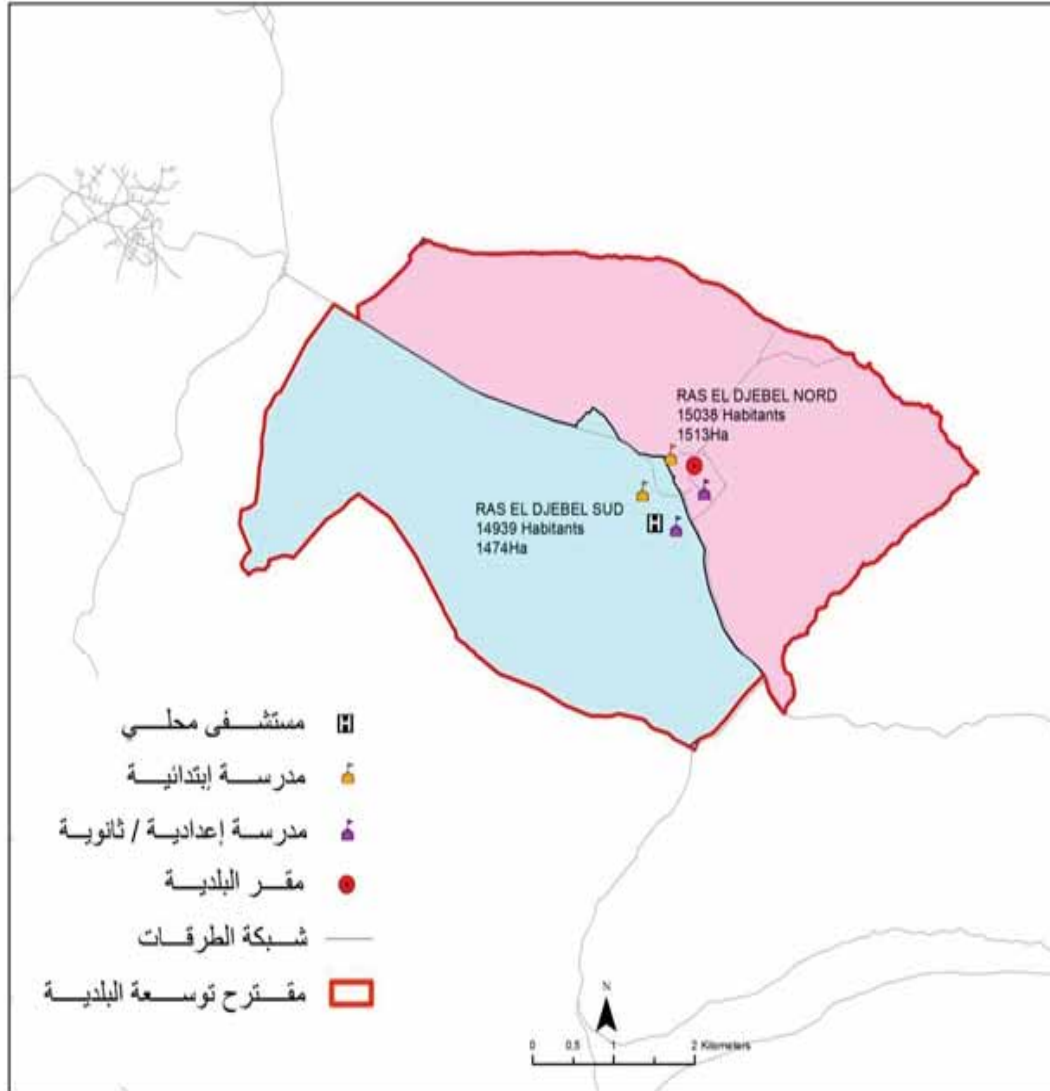 RAS EL DJEBEL NORD
15038 Habitants
1513Ha
RAS EL DJEBEL SUD
14939 Habitants
1474Ha
H
مستشفى محلي
مدرسة إبتدائية
مدرسة إعدادية / ثانوية
مقر البلدية
شبكة الطرقات
مقترح توسعة البلدية
H
N
0 0,5 1 2 Kilometers